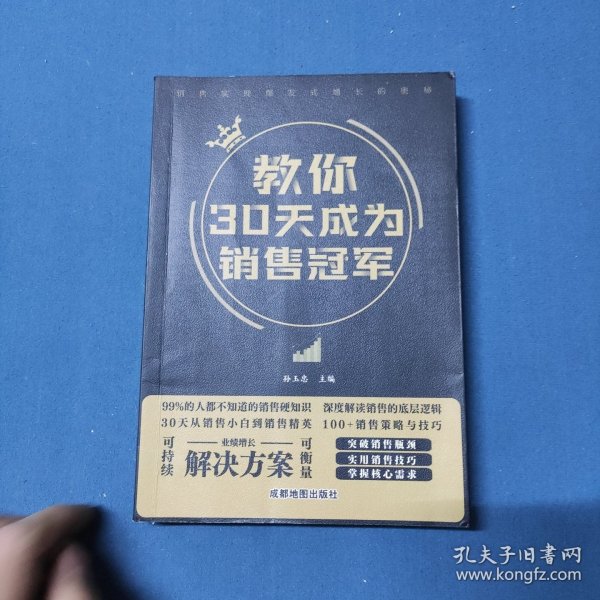 销售实现爆发式增长的密秘
教你
30天成为
销售冠军
孙玉忠 主编
99%的人都不知道的销售硬知识 深度解读销售的底层逻辑
30天从销售小白到销售精英 100+销售策略与技巧
可持续
业绩增长
解决方案
可衡量
突破销售瓶颈
实用销售技巧
掌握核心需求
成都地图出版社
孔夫子旧书网
www.kongfz.com